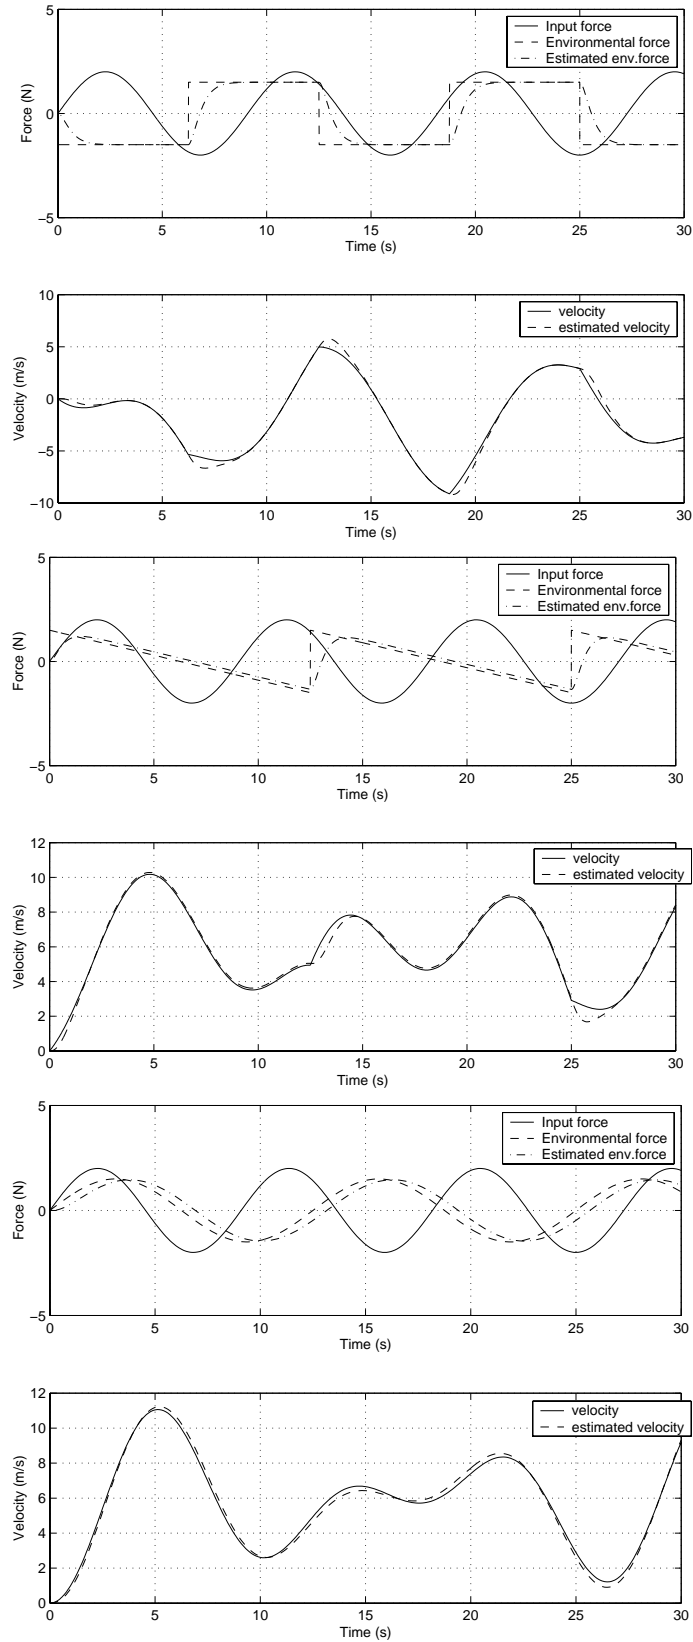 5
Input force
Environmental force
Estimated env.force
Force (N)
0
−5
0 5 10 15 20 25 30
Time (s)
10
velocity
estimated velocity
5
Velocity (m/s)
0
−5
−10
0 5 10 15 20 25 30
Time (s)
5
Input force
Environmental force
Estimated env.force
Force (N)
0
−5
0 5 10 15 20 25 30
Time (s)
12
velocity
estimated velocity
10
8
Velocity (m/s)
6
4
2
0
0 5 10 15 20 25 30
Time (s)
5
Input force
Environmental force
Estimated env.force
Force (N)
0
−5
0 5 10 15 20 25 30
Time (s)
12
velocity
estimated velocity
10
8
Velocity (m/s)
6
4
2
0
0 5 10 15 20 25 30
Time (s)